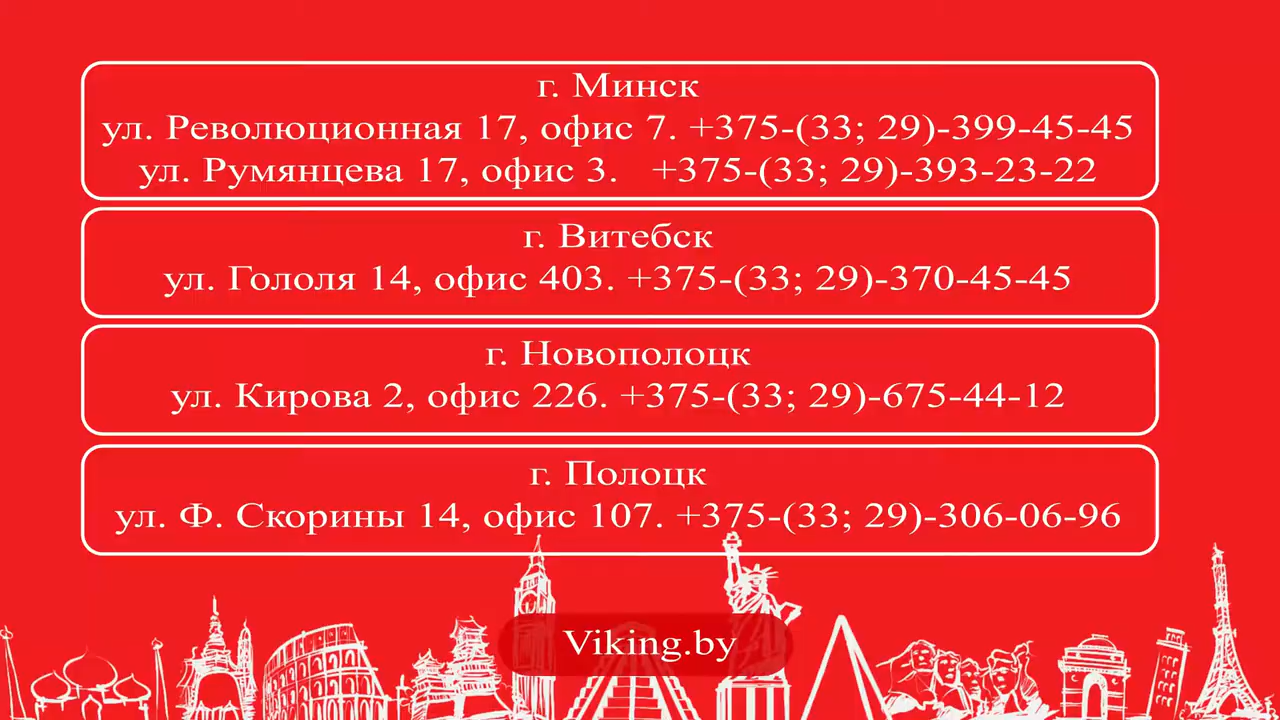 г. Минск
ул. Революционная 17, офис 7. +375-(33; 29)-399-45-45
ул. Румянцева 17, офис 3. +375-(33; 29)-393-23-22
г. Витебск
ул. Гололя 14, офис 403. +375-(33; 29)-370-45-45
г. Новополоцк
ул. Кирова 2, офис 226. +375-(33; 29)-675-44-12
г. Полоцк
ул. Ф. Скорины 14, офис 107. +375-(33; 29)-306-06-96
Viking.by